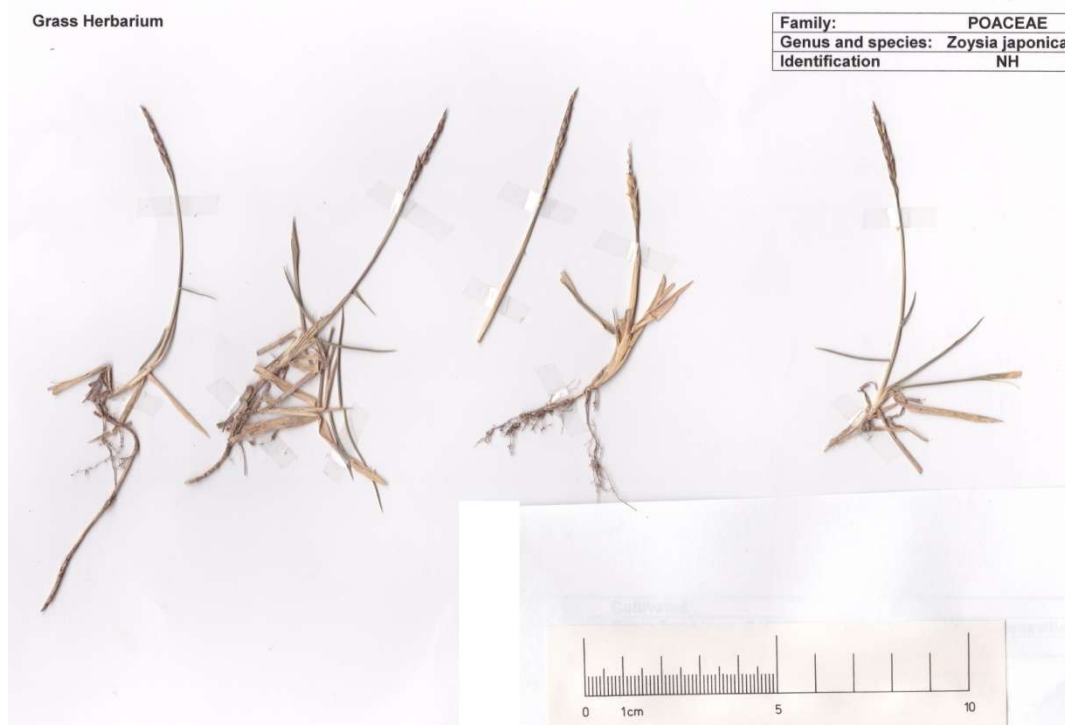 Grass Herbarium
Family: POACEAE
Genus and species: Zoysia japonica
Identification NH
0 1cm 5 10